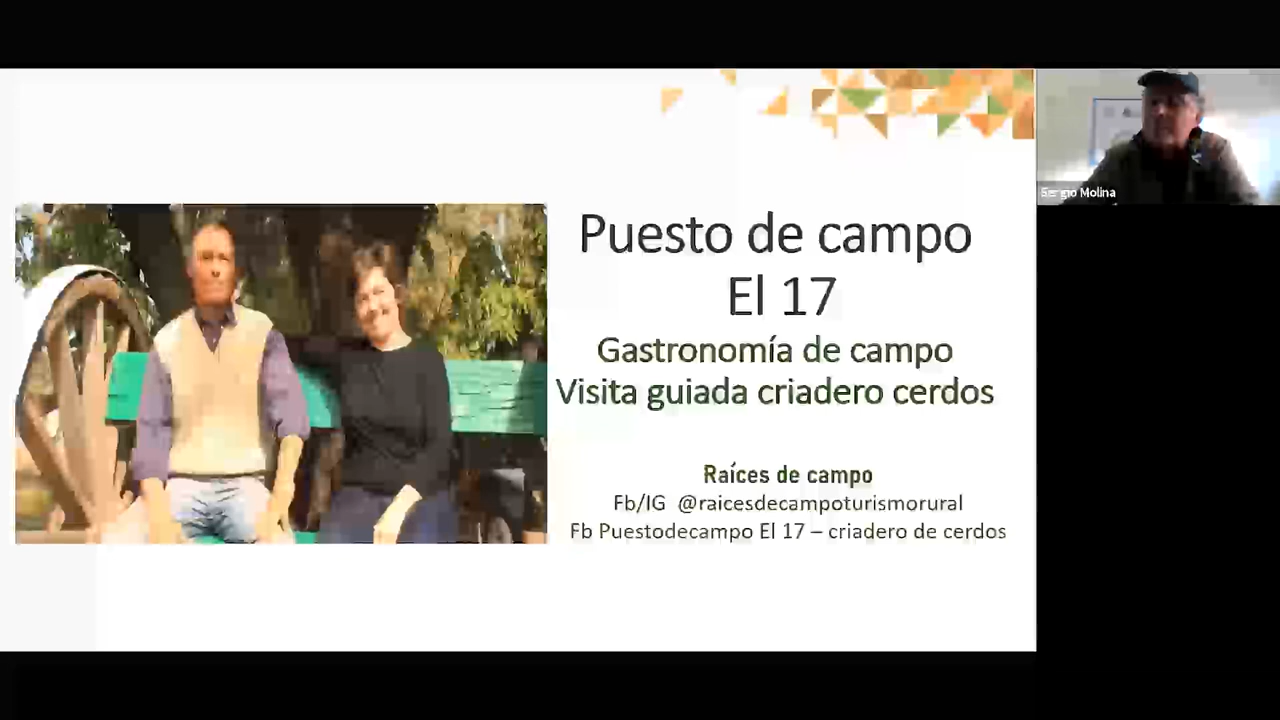 Puesto de campo
El 17
Gastronomía de campo
Visita guiada criadero cerdos
Raíces de campo
Fb/IG @raicesdecampoturismorural
Fb Puestodecampo El 17 – criadero de cerdos
Sergio Molina